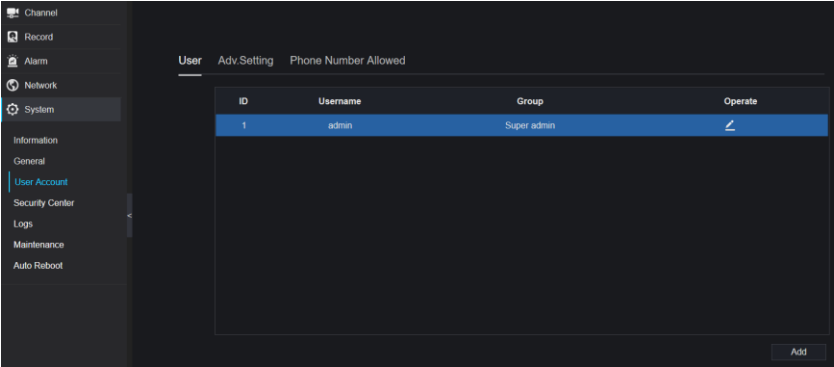 Channel
Record
Alarm
Network
System
Information
General
User Account
Security Center
Logs
Maintenance
Auto Reboot
<
User Adv.Setting Phone Number Allowed
ID Username Group Operate
1 admin Super admin
Add